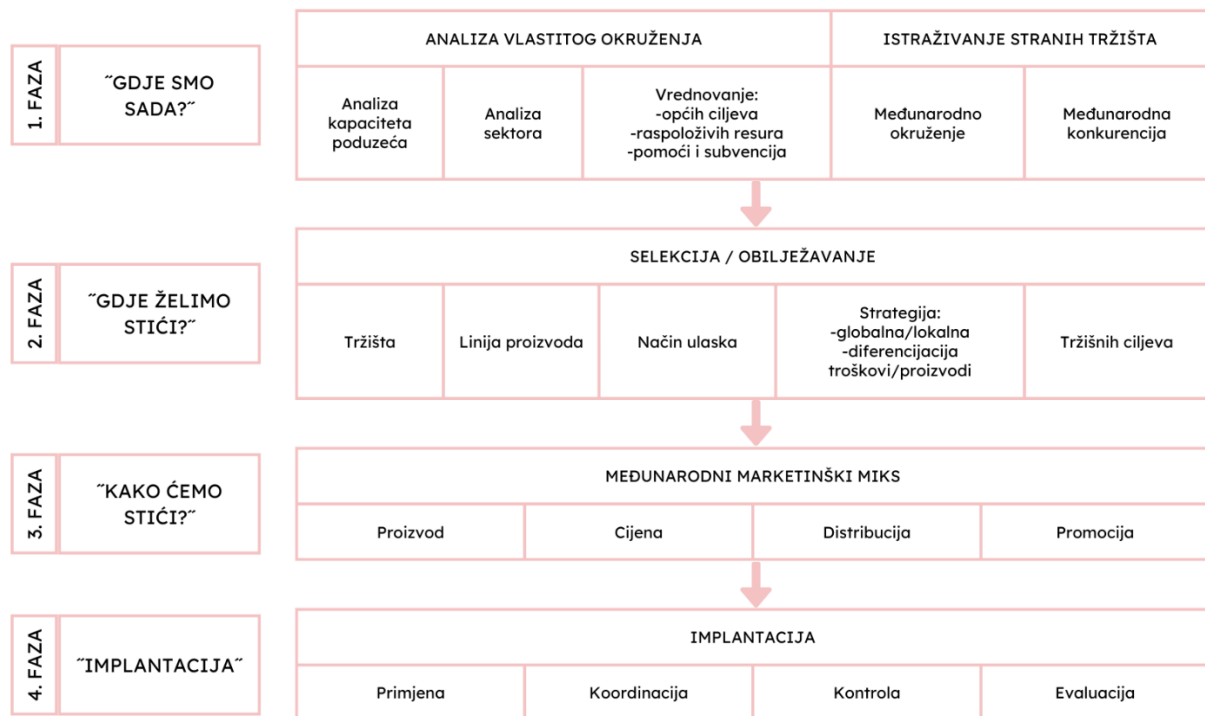 1. FAZA
˝GDJE SMO
SADA?˝
ANALIZA VLASTITOG OKRUŽENJA
ISTRAŽIVANJE STRANIH TRŽIŠTA
Analiza
kapaciteta
poduzeća
Analiza
sektora
Vrednovanje:
-općih ciljeva
-raspoloživih resura
-pomoći i subvencija
Međunarodno
okruženje
Međunarodna
konkurencija
2. FAZA
˝GDJE ŽELIMO
STIĆI?˝
SELEKCIJA / OBILJEŽAVANJE
Tržišta
Linija proizvoda
Način ulaska
Strategija:
-globalna/lokalna
-diferencijacija
troškovi/proizvodi
Tržišnih ciljeva
3. FAZA
˝KAKO ĆEMO
STIĆI?˝
MEĐUNARODNI MARKETINŠKI MIKS
Proizvod
Cijena
Distribucija
Promocija
4. FAZA
˝IMPLANTACIJA˝
IMPLANTACIJA
Primjena
Koordinacija
Kontrola
Evaluacija